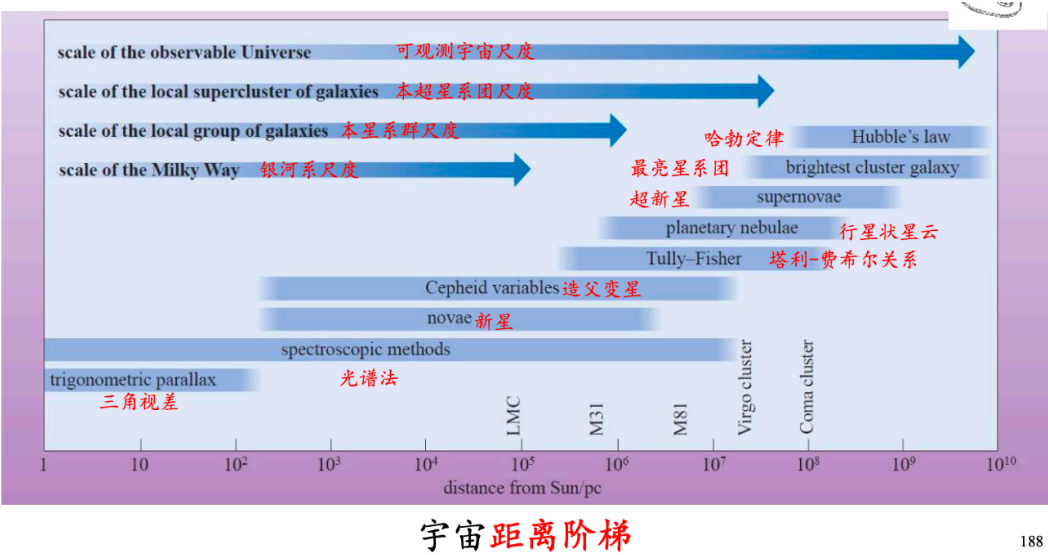 scale of the observable Universe 可观测宇宙尺度
scale of the local supercluster of galaxies 本超星系团尺度
scale of the local group of galaxies 本星系群尺度
哈勃定律 Hubble's law
scale of the Milky Way 银河系尺度
最亮星系团 brightest cluster galaxy
超新星 supernovae
planetary nebulae 行星状星云
Tully–Fisher 塔利-费希尔关系
Cepheid variables 造父变星
novae 新星
spectroscopic methods
trigonometric parallax 光谱法
三角视差
LMC
M31
M81
Virgo cluster
Coma cluster
1 10 10² 10³ 10⁴ 10⁵ 10⁶ 10⁷ 10⁸ 10⁹ 10¹⁰
distance from Sun/pc
宇宙距离阶梯
188